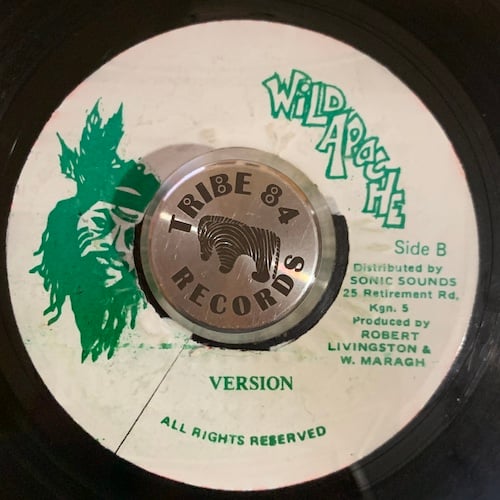 WILD
APACHE
TRIBE 84
RECORDS
Side B
Distributed by
SONIC SOUNDS
25 Retirement Rd,
Kgn. 5
Produced by
ROBERT
LIVINGSTON &
W. MARAGH
VERSION
ALL RIGHTS RESERVED